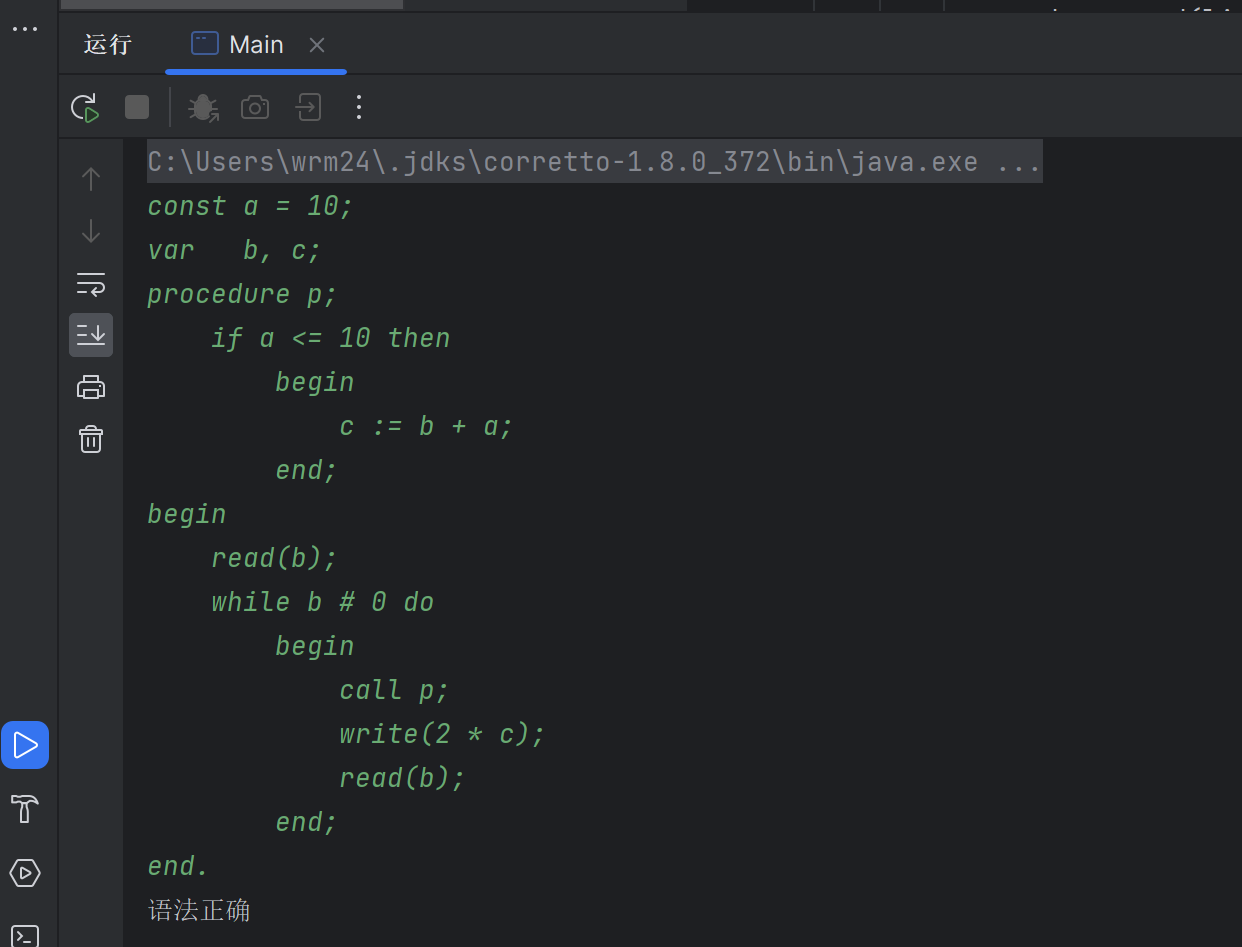 运行 Main
C:\Users\wrm24\.jdks\corretto-1.8.0_372\bin\java.exe ...
const a = 10;
var   b, c;
procedure p;
    if a <= 10 then
        begin
            c := b + a;
        end;
begin
    read(b);
    while b # 0 do
        begin
            call p;
            write(2 * c);
            read(b);
        end;
end.
语法正确